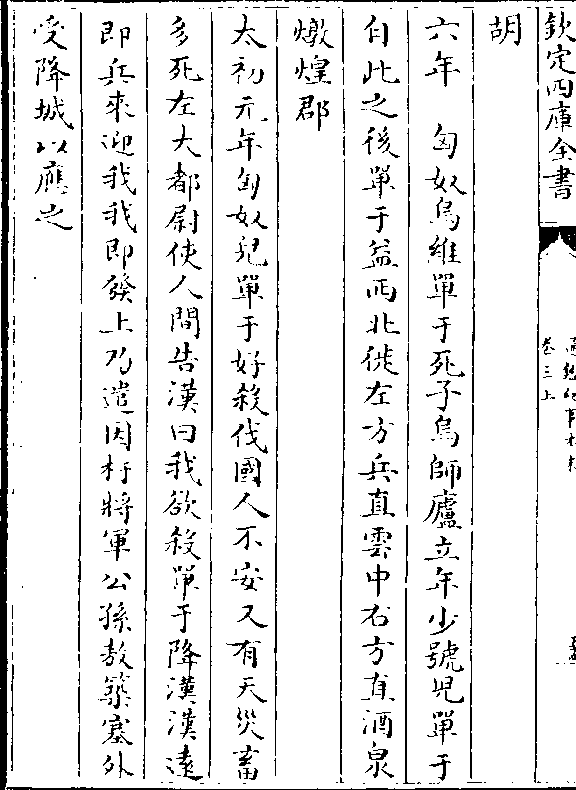 欽定四庫全書
卷三上
胡
六年 匈奴烏維單于死子烏師廬立年少號兒單于
自此之後單于益西北徙左方兵直雲中右方直酒泉
燉煌郡
太初元年匈奴兒單于好殺伐國人不安又有天災畜
多死左大都尉使人間告漢曰我欲殺單于降漢漢逺
即兵來迎我我即發上乃遣因杅將軍公孫敖築塞外
受降城以應之